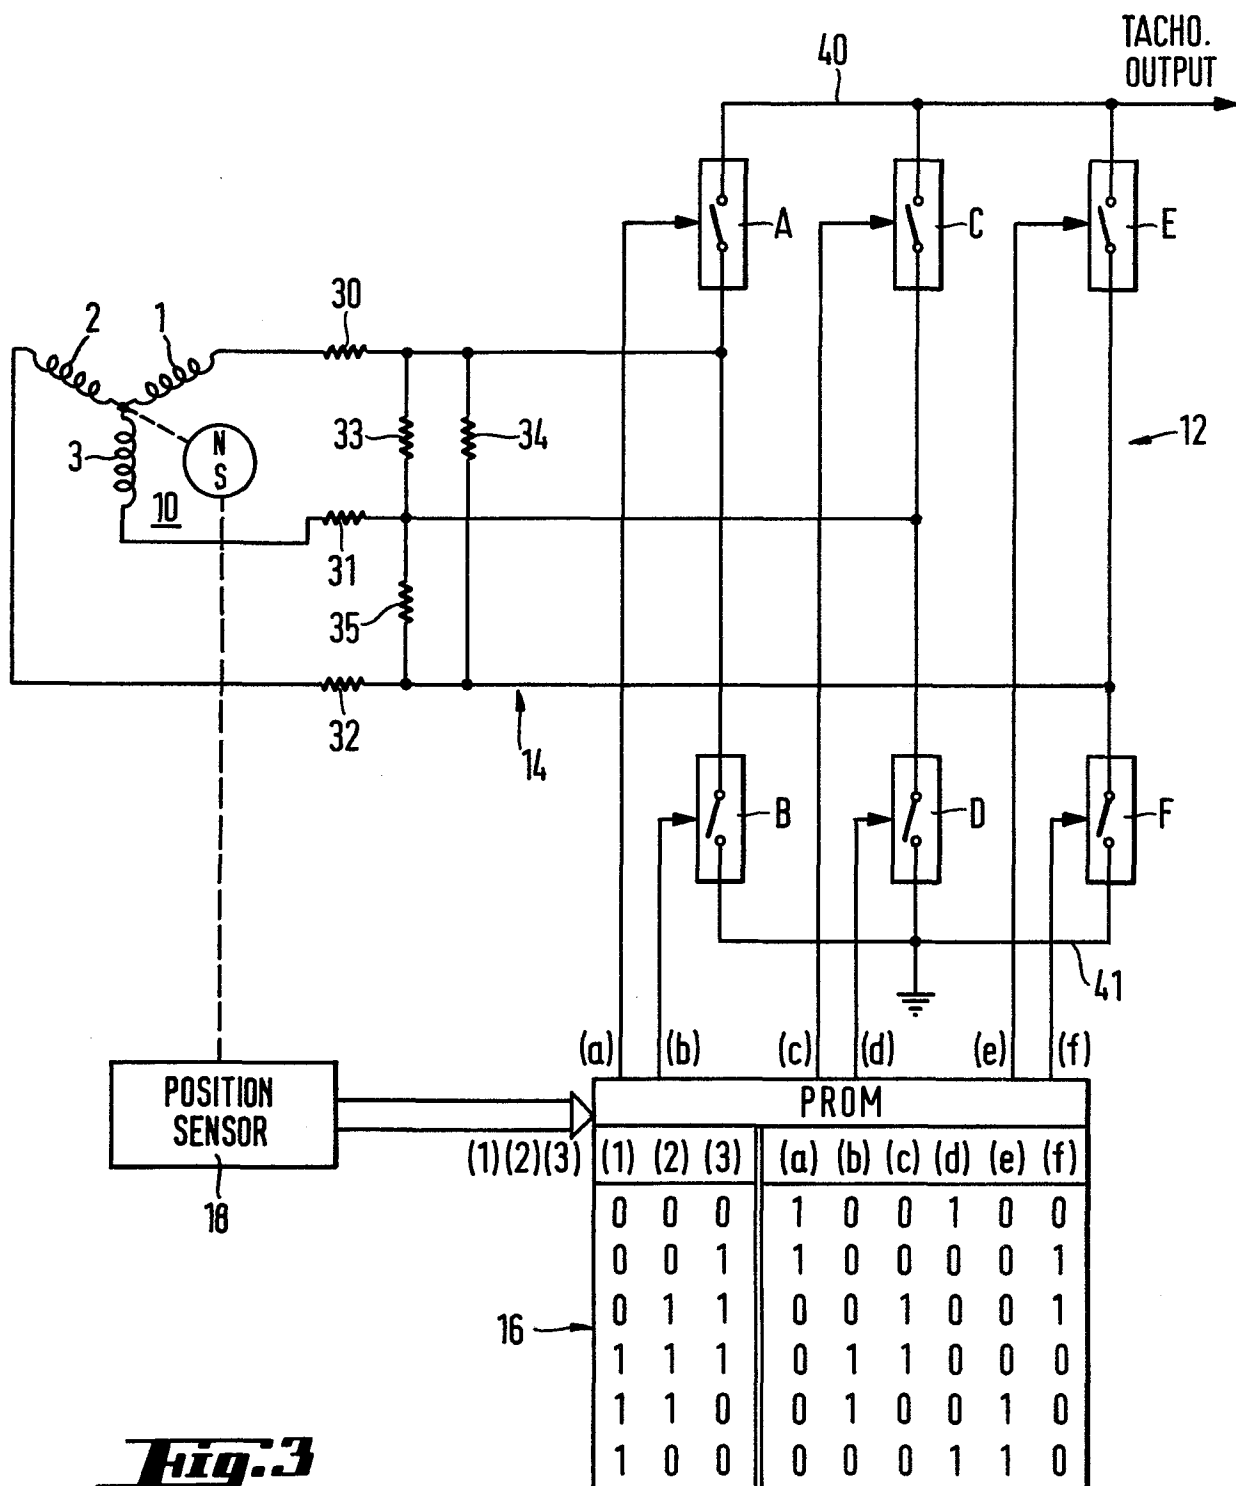 TACHO.
OUTPUT
40
A
C
E
2
1
30
3
N
S
33
34
12
10
31
35
32
14
B
D
F
41
(a)
(b)
(c)
(d)
(e)
(f)
POSITION
SENSOR
PROM
(1)(2)(3)
(1) (2) (3) (a) (b) (c) (d) (e) (f)
18
0 0 0 1 0 0 1 0 0
0 0 1 1 0 0 0 0 1
0 1 1 0 0 1 0 0 1
16
1 1 1 0 1 1 0 0 0
1 1 0 0 1 0 0 1 0
1 0 0 0 0 0 1 1 0
Fig.3